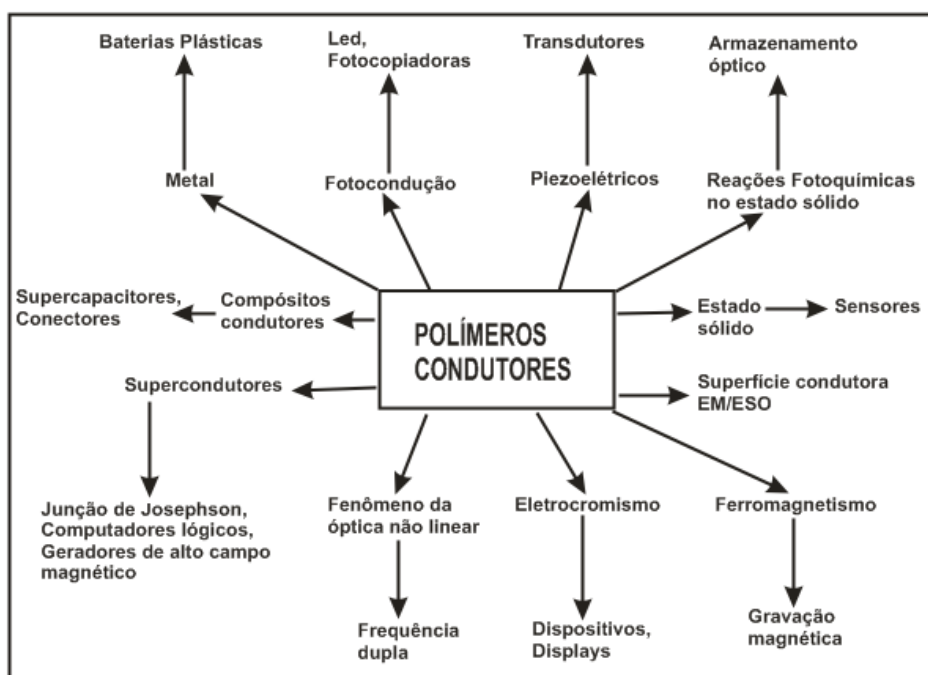 Baterias Plásticas
Led,
Fotocopiadoras
Transdutores
Armazenamento
óptico
Metal
Fotocondução
Piezoelétricos
Reações Fotoquímicas
no estado sólido
Supercapacitores,
Conectores
Compósitos
condutores
POLÍMEROS
CONDUTORES
Estado
sólido
Sensores
Supercondutores
Superfície condutora
EM/ESO
Junção de Josephson,
Computadores lógicos,
Geradores de alto campo
magnético
Fenômeno da
óptica não linear
Eletrocromismo
Ferromagnetismo
Frequência
dupla
Dispositivos,
Displays
Gravação
magnética